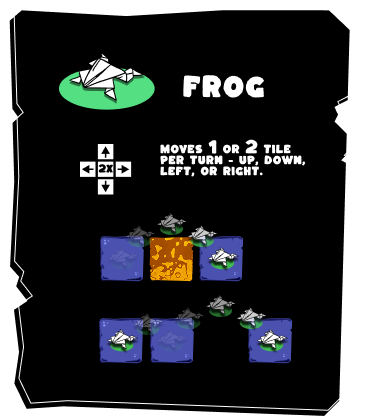 FROG
2X
MOVES 1 OR 2 TILE
PER TURN - UP, DOWN,
LEFT, OR RIGHT.